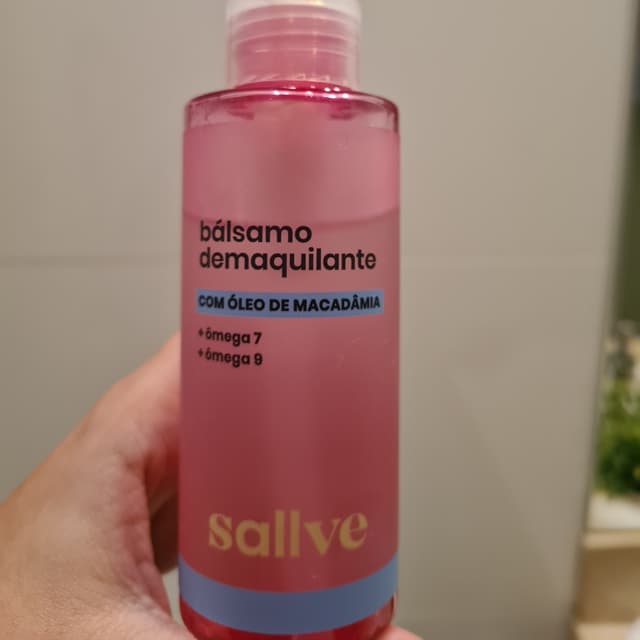 bálsamo
demaquilante
COM ÓLEO DE MACADÂMIA
+ômega 7
+ômega 9
sallve